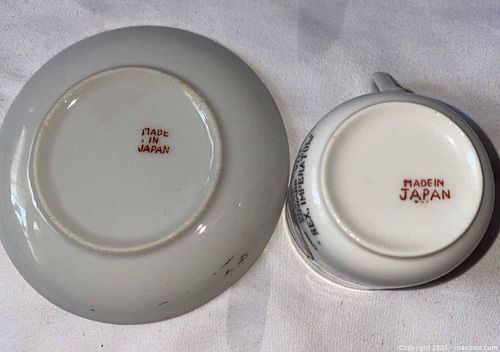 MADE
IN
JAPAN
MADE IN
JAPAN
REX IMPERATOR
Copyright 2025 - maxsold.com